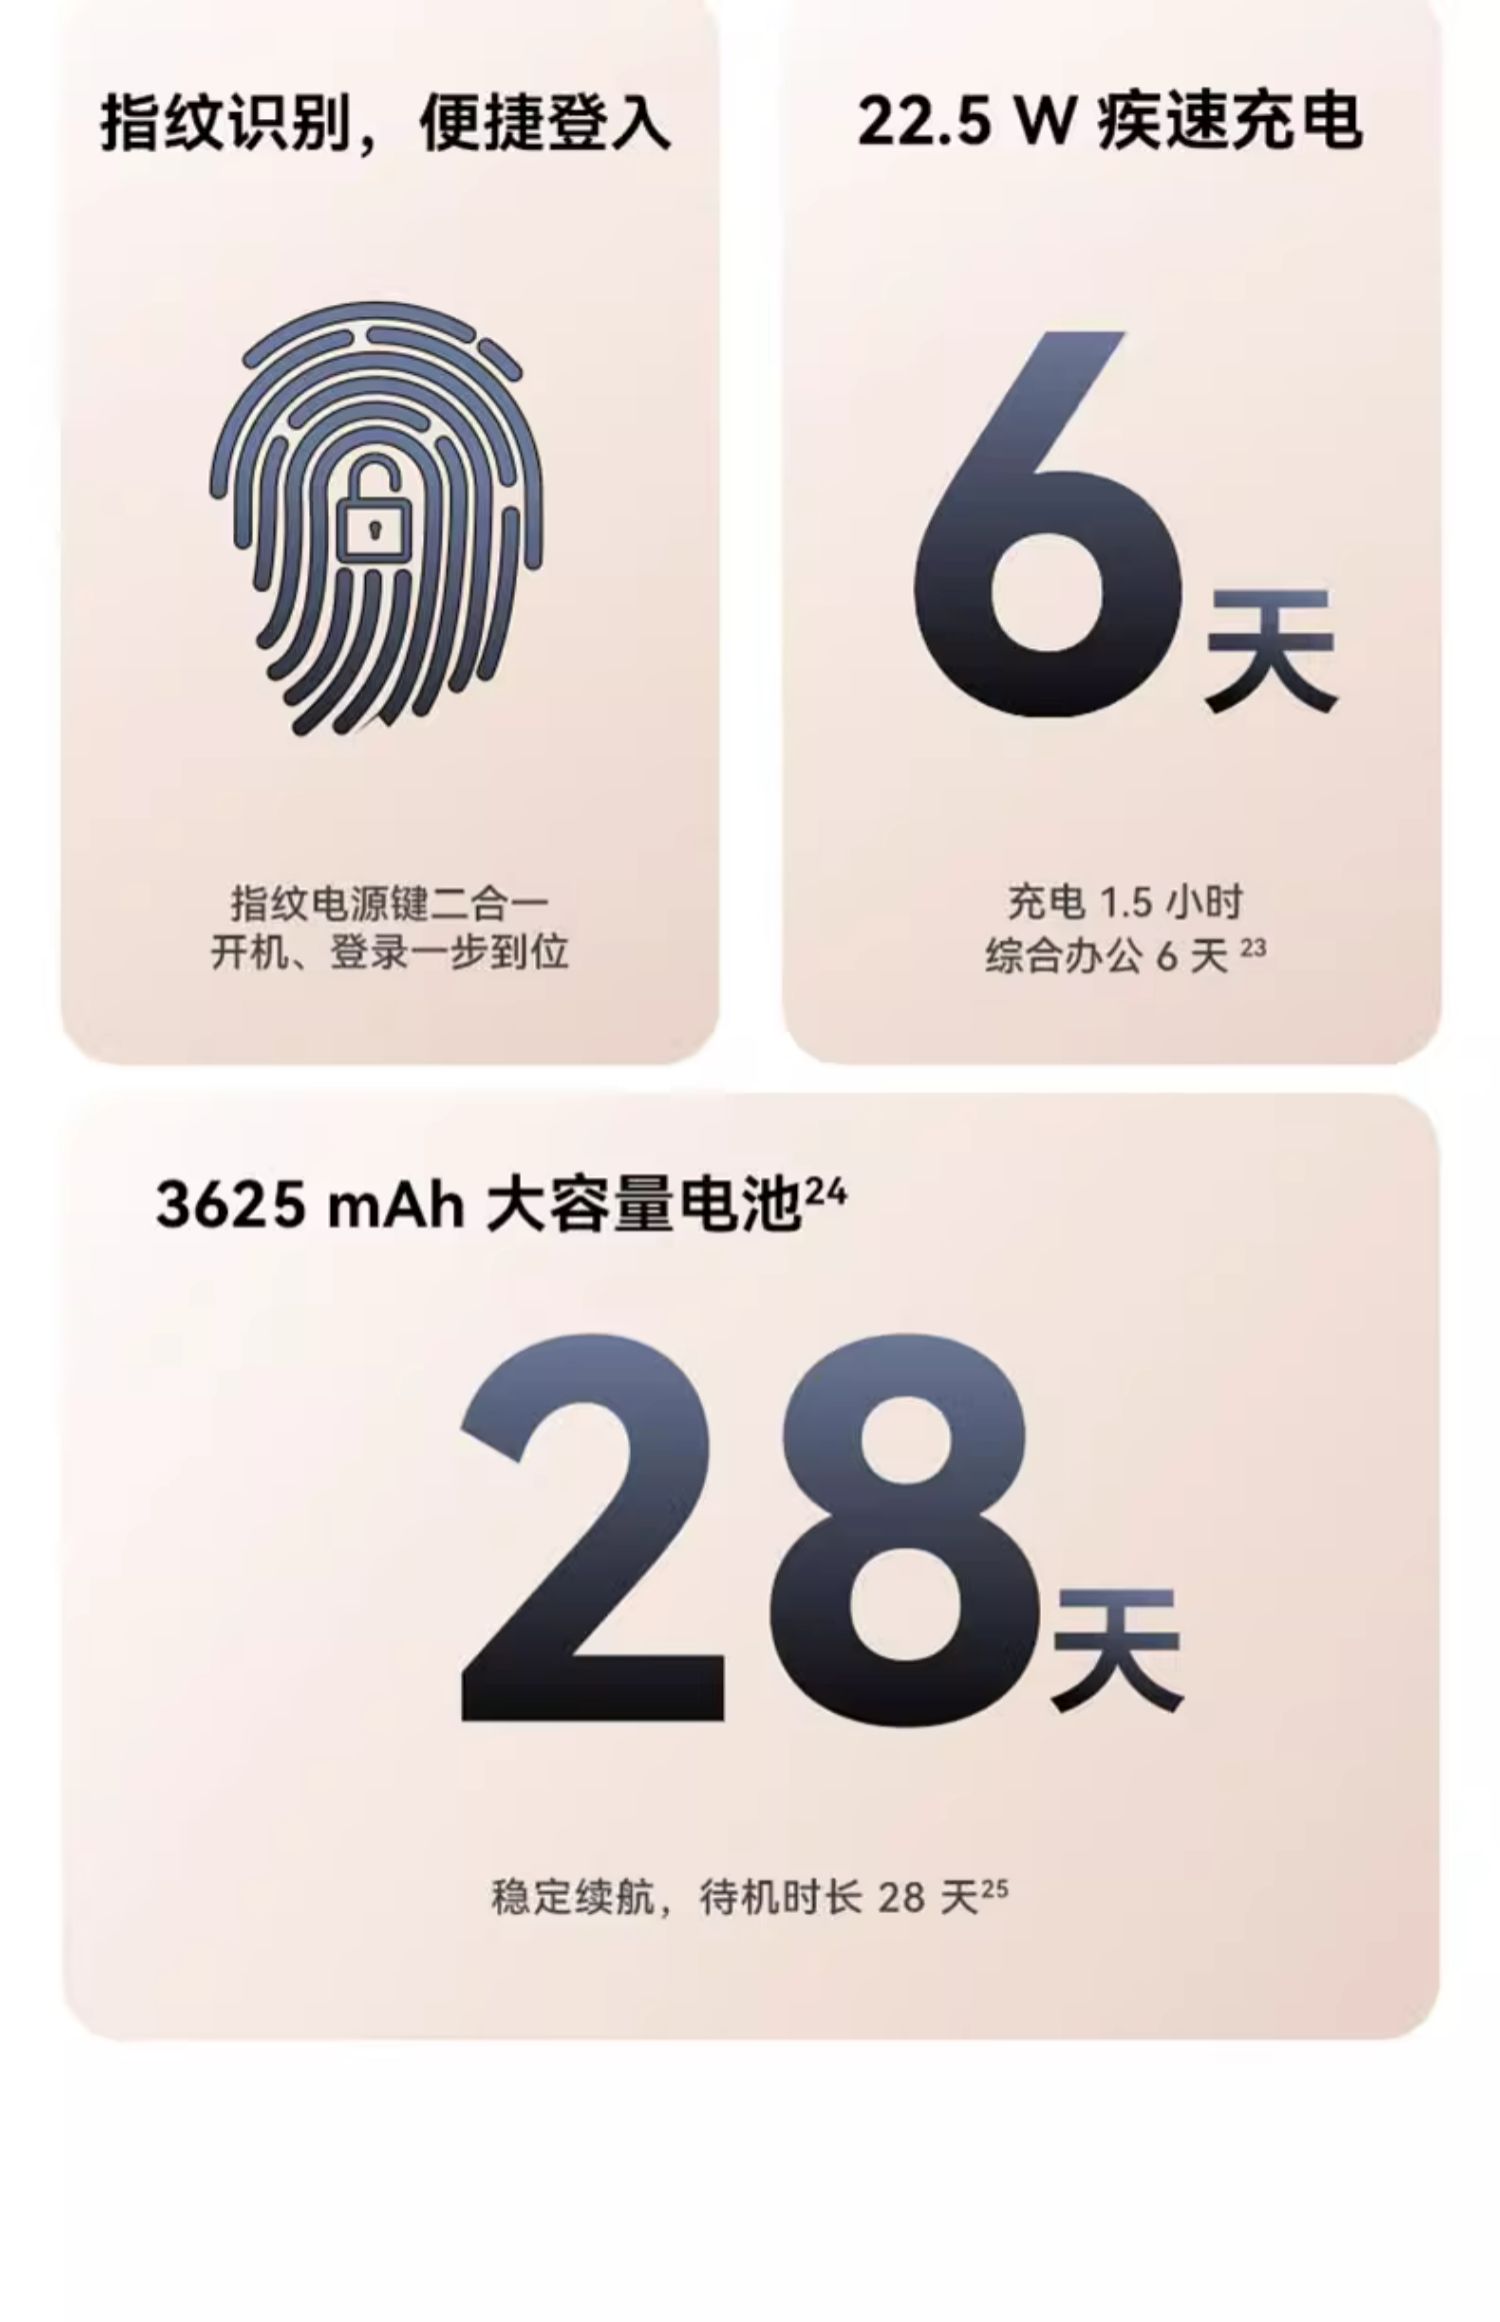 指纹识别，便捷登入
指纹电源键二合一
开机、登录一步到位
22.5 W 疾速充电
6天
充电 1.5 小时
综合办公 6 天 23
3625 mAh 大容量电池24
28天
稳定续航，待机时长 28 天25